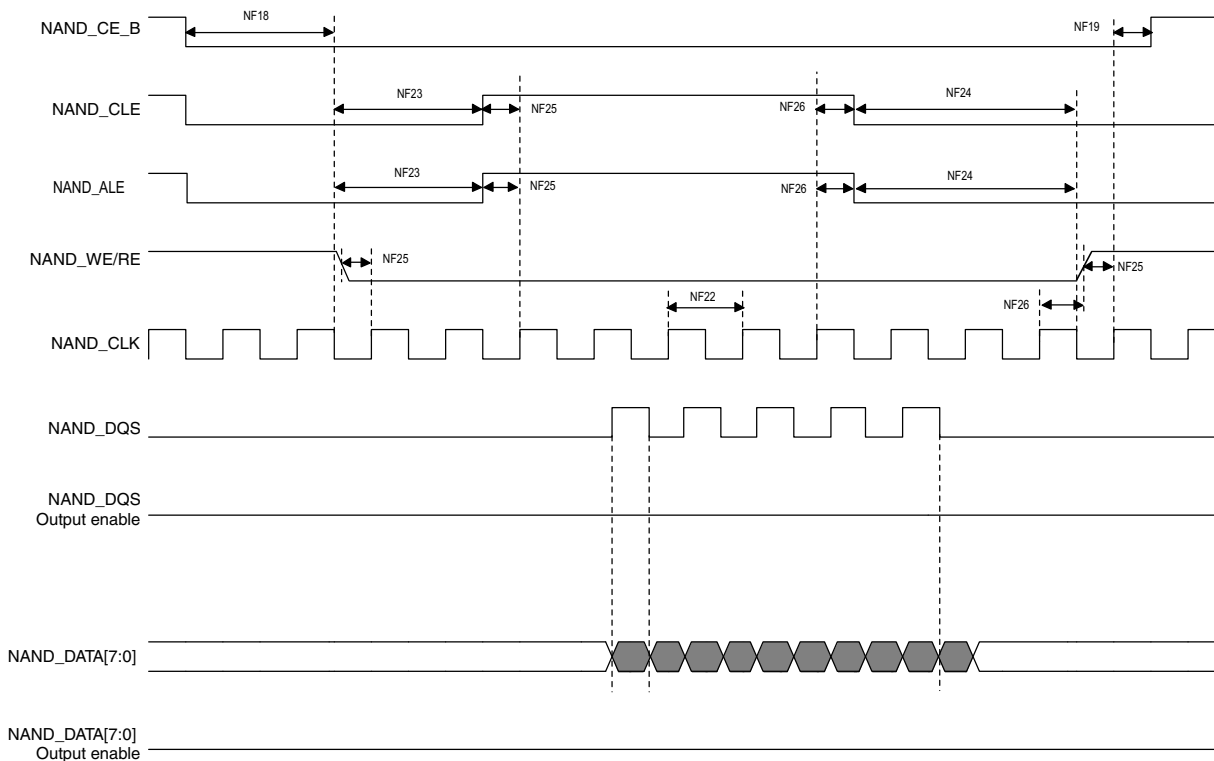 NF18
NAND_CE_B
NF19
NF23
NF25
NF26
NF24
NAND_CLE
NF23
NF25
NF26
NF24
NAND_ALE
NAND_WE/RE
NF25
NF25
NF22
NF26
NAND_CLK
NAND_DQS
NAND_DQS
Output enable
NAND_DATA[7:0]
NAND_DATA[7:0]
Output enable